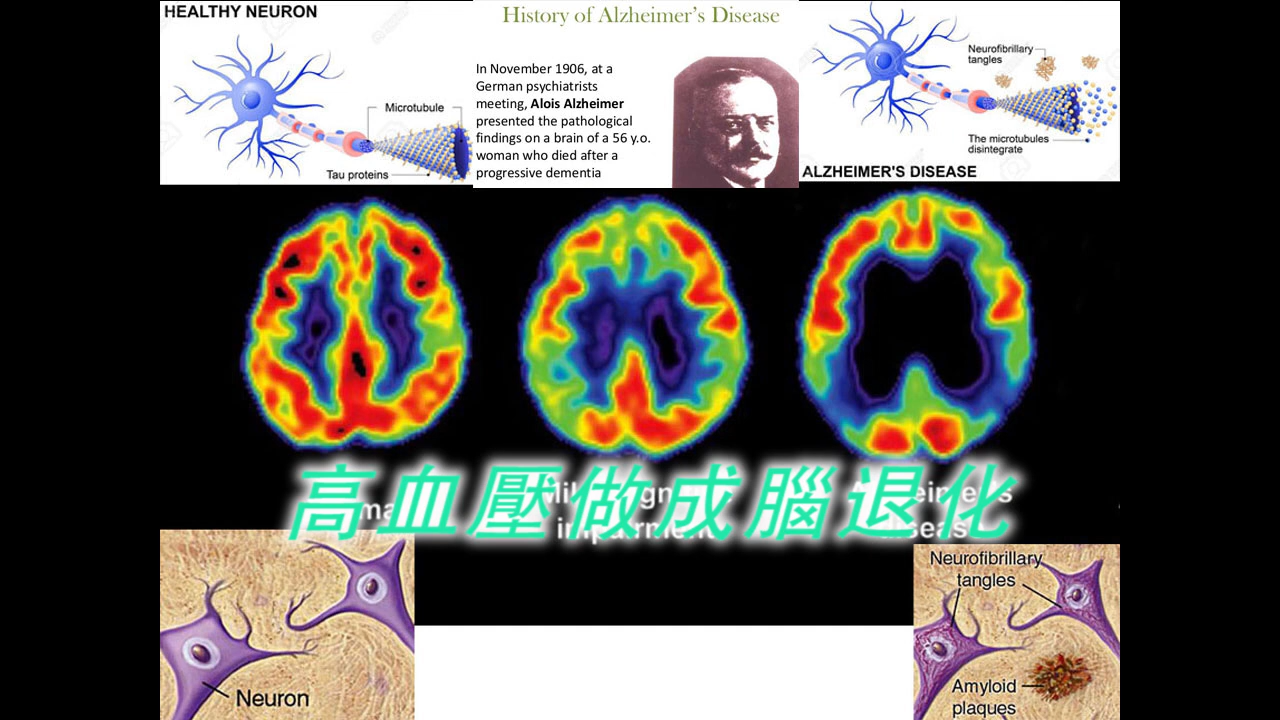 HEALTHY NEURON
Microtubule
Tau proteins
History of Alzheimer's Disease
In November 1906, at a
German psychiatrists
meeting, Alois Alzheimer
presented the pathological
findings on a brain of a 56 y.o.
woman who died after a
progressive dementia
Neurofibrillary
tangles
The microtubules
disintegrate
ALZHEIMER'S DISEASE
高血壓做成腦退化
Neuron
Neurofibrillary
tangles
Amyloid
plaques